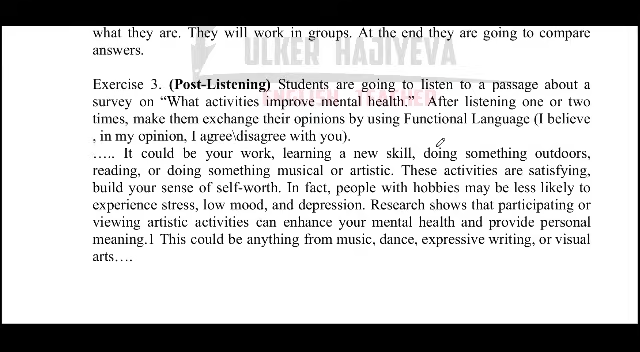 what they are. They will work in groups. At the end they are going to compare
answers.
ULKER HAJIYEVA
Exercise 3. (Post-Listening) Students are going to listen to a passage about a
survey on “What activities improve mental health.” After listening one or two
times, make them exchange their opinions by using Functional Language (I believe
, in my opinion, I agree\disagree with you).
….. It could be your work, learning a new skill, doing something outdoors,
reading, or doing something musical or artistic. These activities are satisfying,
build your sense of self-worth. In fact, people with hobbies may be less likely to
experience stress, low mood, and depression. Research shows that participating or
viewing artistic activities can enhance your mental health and provide personal
meaning.1 This could be anything from music, dance, expressive writing, or visual
arts….